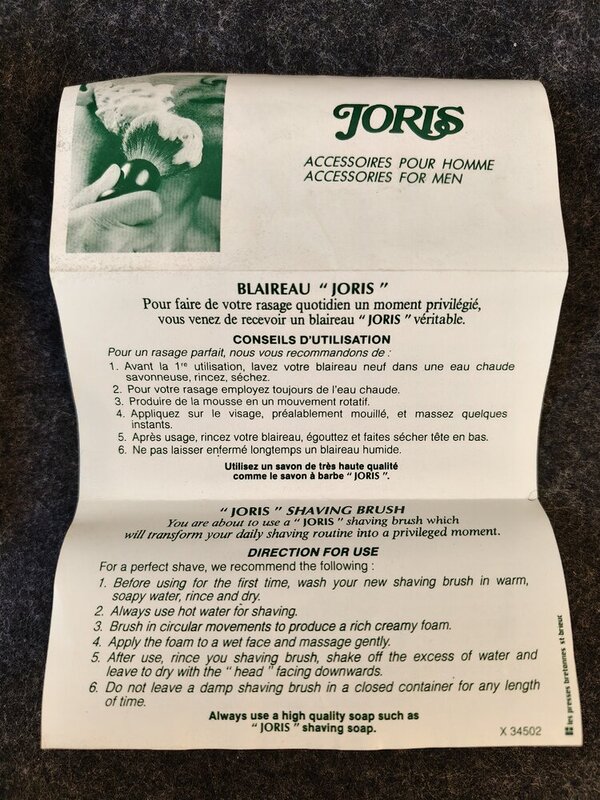 JORIS
ACCESSOIRES POUR HOMME
ACCESSORIES FOR MEN
BLAIREAU "JORIS"
Pour faire de votre rasage quotidien un moment privilégié,
vous venez de recevoir un blaireau "JORIS" véritable.
CONSEILS D'UTILISATION
Pour un rasage parfait, nous vous recommandons de :
1. Avant la 1re utilisation, lavez votre blaireau neuf dans une eau chaude
savonneuse, rincez, séchez.
2. Pour votre rasage employez toujours de l'eau chaude.
3. Produire de la mousse en un mouvement rotatif.
4. Appliquez sur le visage, préalablement mouillé, et massez quelques
instants.
5. Après usage, rincez votre blaireau, égouttez et faites sécher tête en bas.
6. Ne pas laisser enfermé longtemps un blaireau humide.
Utilisez un savon de très haute qualité
comme le savon à barbe "JORIS".
"JORIS" SHAVING BRUSH
You are about to use a "JORIS" shaving brush which
will transform your daily shaving routine into a privileged moment.
DIRECTION FOR USE
For a perfect shave, we recommend the following :
1. Before using for the first time, wash your new shaving brush in warm,
soapy water, rince and dry.
2. Always use hot water for shaving.
3. Brush in circular movements to produce a rich creamy foam.
4. Apply the foam to a wet face and massage gently.
5. After use, rince you shaving brush, shake off the excess of water and
leave to dry with the "head" facing downwards.
6. Do not leave a damp shaving brush in a closed container for any length
of time.
Always use a high quality soap such as
"JORIS" shaving soap.
X 34502
les presses bretonnes st brieuc